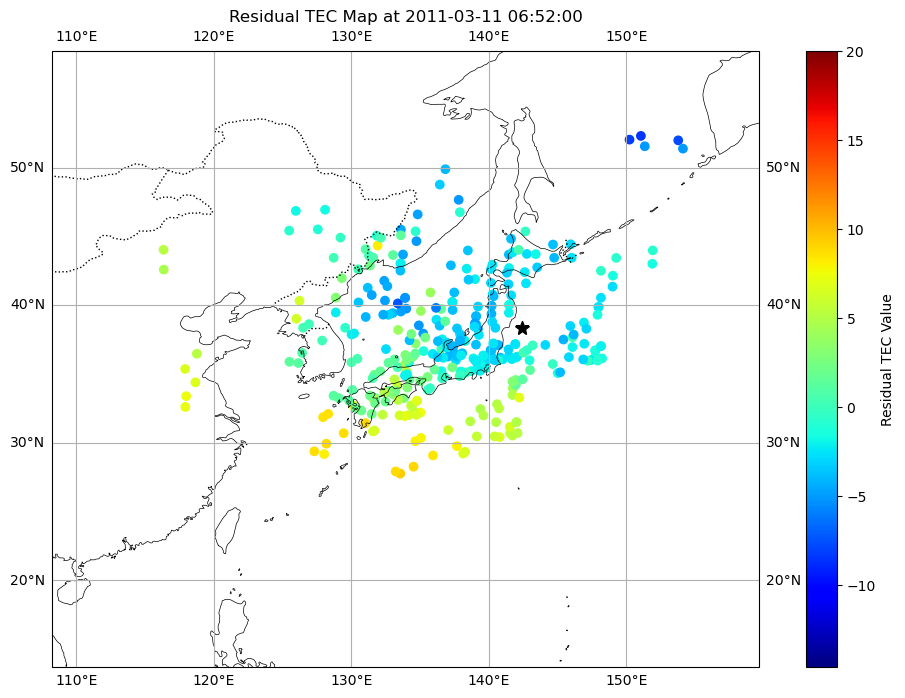 Residual TEC Map at 2011-03-11 06:52:00
110°E 120°E 130°E 140°E 150°E
20
15
50°N 50°N
10
40°N 40°N
5
Residual TEC Value
0
30°N 30°N
−5
20°N 20°N
−10
110°E 120°E 130°E 140°E 150°E